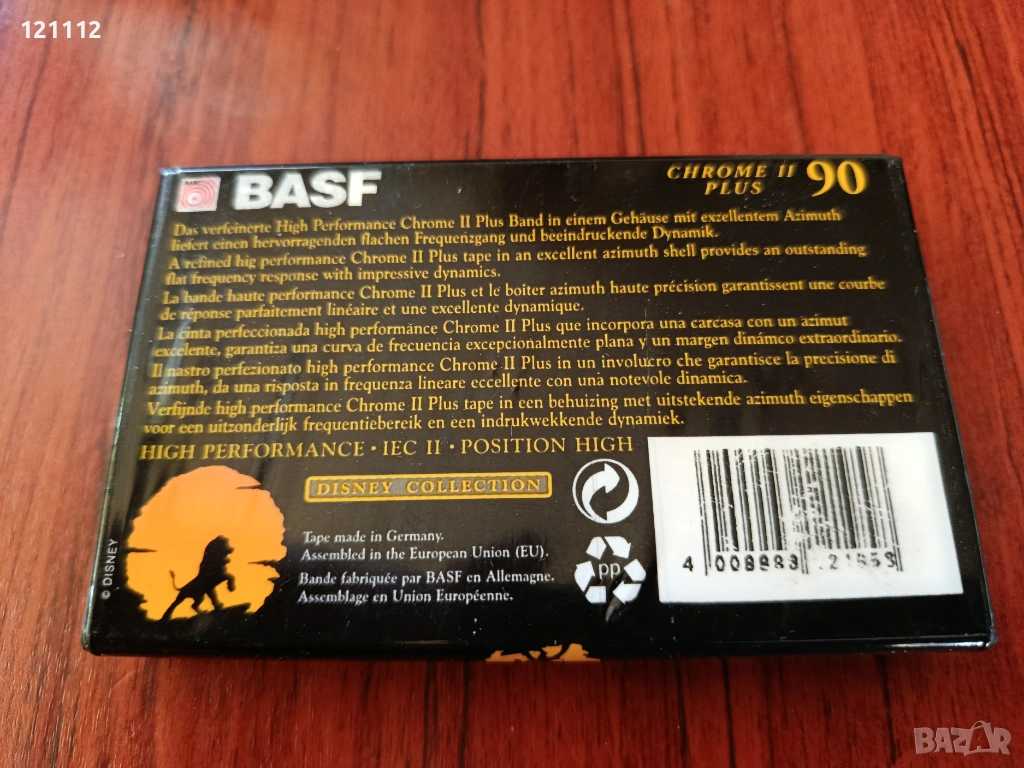 121112
BASF
CHROME II PLUS 90
Das verfeinerte High Performance Chrome II Plus Band in einem Gehäuse mit exzellentem Azimuth
liefert einen hervorragenden flachen Frequenzgang und beeindruckende Dynamik.
A refined hig performance Chrome II Plus tape in an excellent azimuth shell provides an outstanding
flat frequency response with impressive dynamics.
La bande haute performance Chrome II Plus et le boîtier azimuth haute précision garantissent une courbe
de réponse parfaitement linéaire et une excellente dynamique.
La cinta perfeccionada high performance Chrome II Plus que incorpora una carcasa con un azimut
excelente, garantiza una curva de frecuencia excepcionalmente plana y un margen dinámco extraordinario.
Il nastro perfezionato high performance Chrome II Plus in un involucro che garantisce la precisione di
azimuth, da una risposta in frequenza lineare eccellente con una notevole dinamica.
Verfijnde high performance Chrome II Plus tape in een behuizing met uitstekende azimuth eigenschappen
voor een uitzonderlijk frequentiebereik en een indrukwekkende dynamiek.
HIGH PERFORMANCE · IEC II · POSITION HIGH
DISNEY COLLECTION
© DISNEY
Tape made in Germany.
Assembled in the European Union (EU).
Bande fabriquée par BASF en Allemagne.
Assemblage en Union Européenne.
PP
4 008993
BAZAR